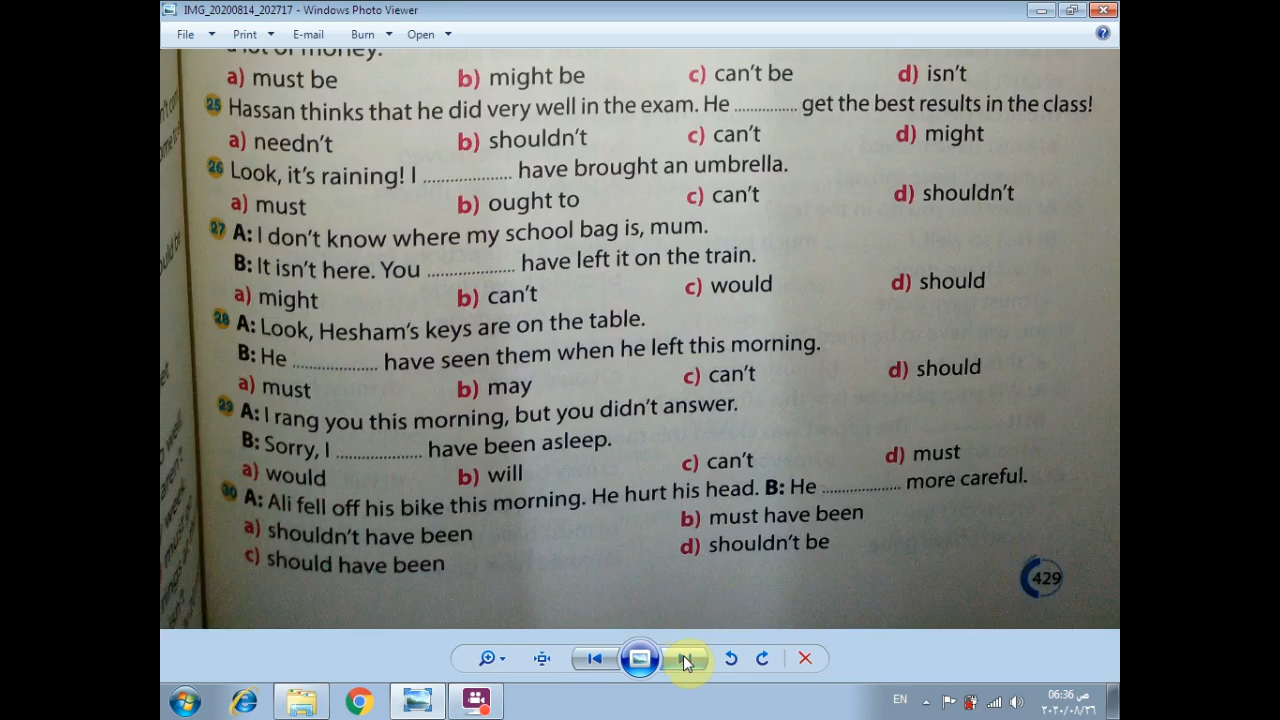 IMG_20200814_202717 - Windows Photo Viewer
File Print E-mail Burn Open
a lot of money.
a) must be b) might be c) can't be d) isn't
25 Hassan thinks that he did very well in the exam. He .............. get the best results in the class!
a) needn't b) shouldn't c) can't d) might
26 Look, it's raining! I .................... have brought an umbrella.
a) must b) ought to c) can't d) shouldn't
27 A: I don't know where my school bag is, mum.
B: It isn't here. You .................... have left it on the train.
a) might b) can't c) would d) should
28 A: Look, Hesham's keys are on the table.
B: He .................... have seen them when he left this morning.
a) must b) may c) can't d) should
29 A: I rang you this morning, but you didn't answer.
B: Sorry, I .................... have been asleep.
a) would b) will c) can't d) must
30 A: Ali fell off his bike this morning. He hurt his head. B: He .................. more careful.
a) shouldn't have been b) must have been
c) should have been d) shouldn't be
429
EN
06:36 ص
٢٠٢٠/٠٨/٢٦